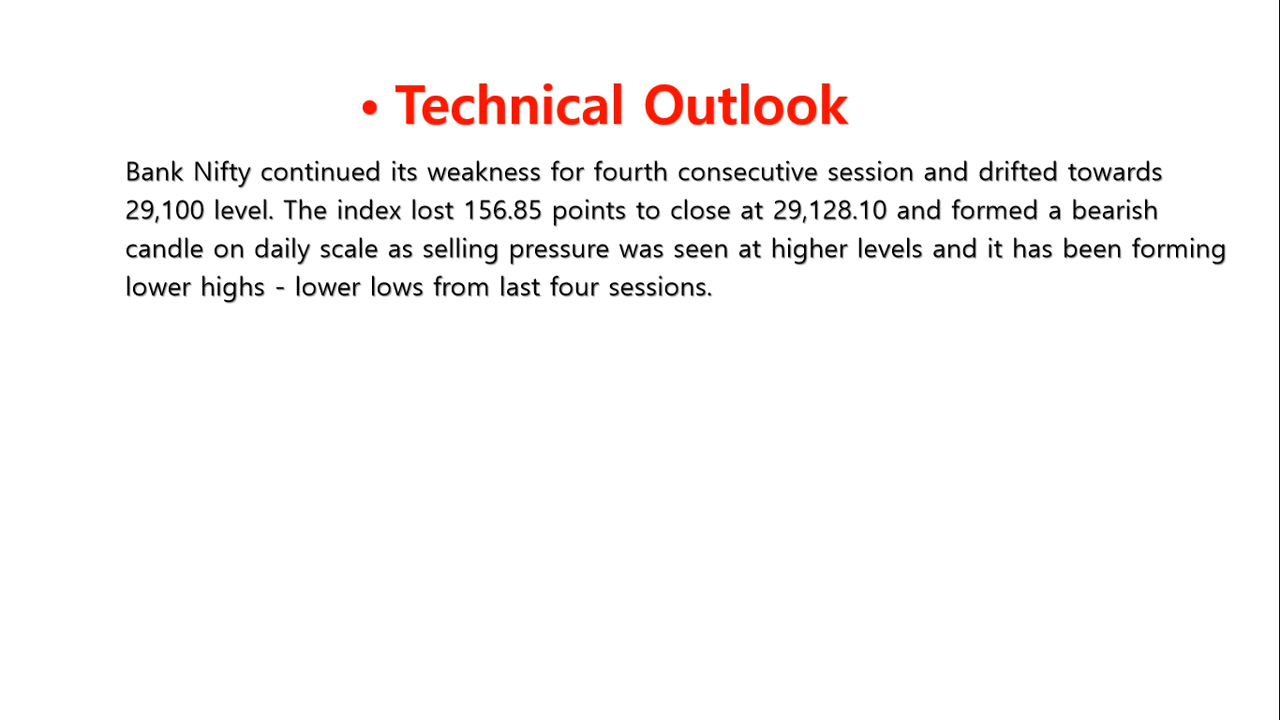 • Technical Outlook
Bank Nifty continued its weakness for fourth consecutive session and drifted towards
29,100 level. The index lost 156.85 points to close at 29,128.10 and formed a bearish
candle on daily scale as selling pressure was seen at higher levels and it has been forming
lower highs - lower lows from last four sessions.